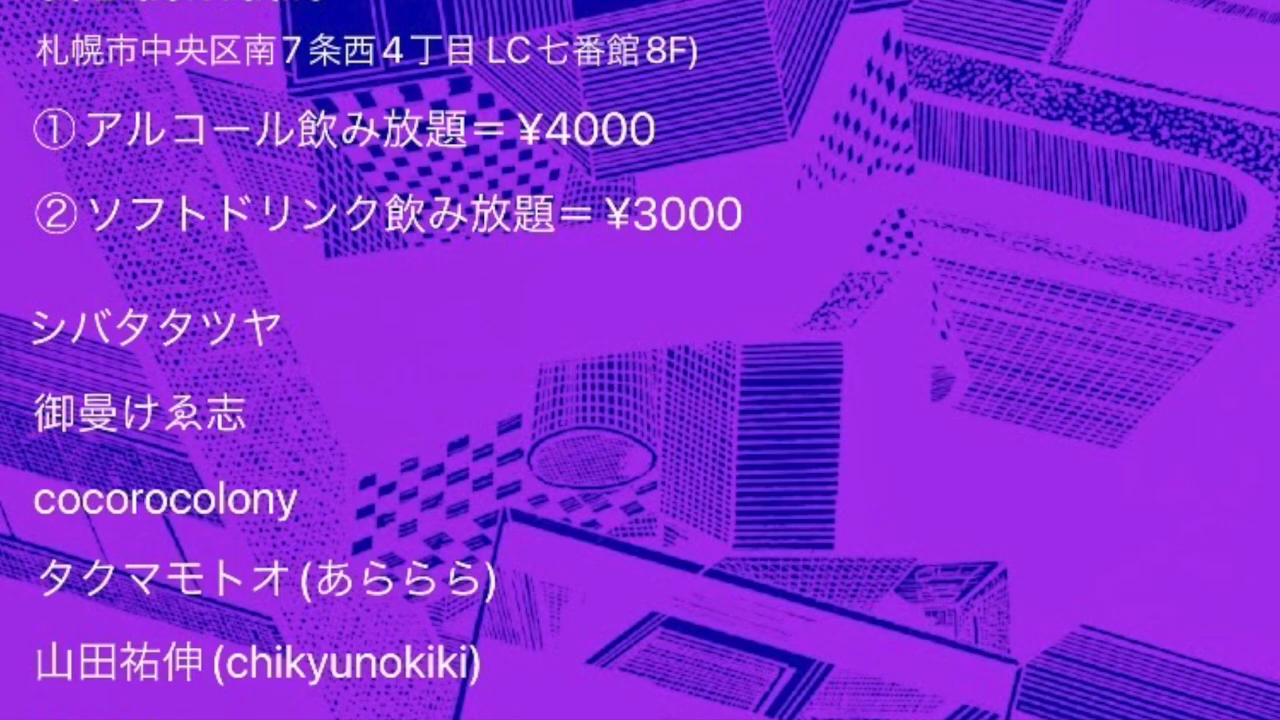 札幌市中央区南7条西4丁目 LC七番館8F)
①アルコール飲み放題＝¥4000
②ソフトドリンク飲み放題＝¥3000
シバタタツヤ
御曼けゑ志
cocorocolony
タクマモトオ(あららら)
山田祐伸(chikyunokiki)